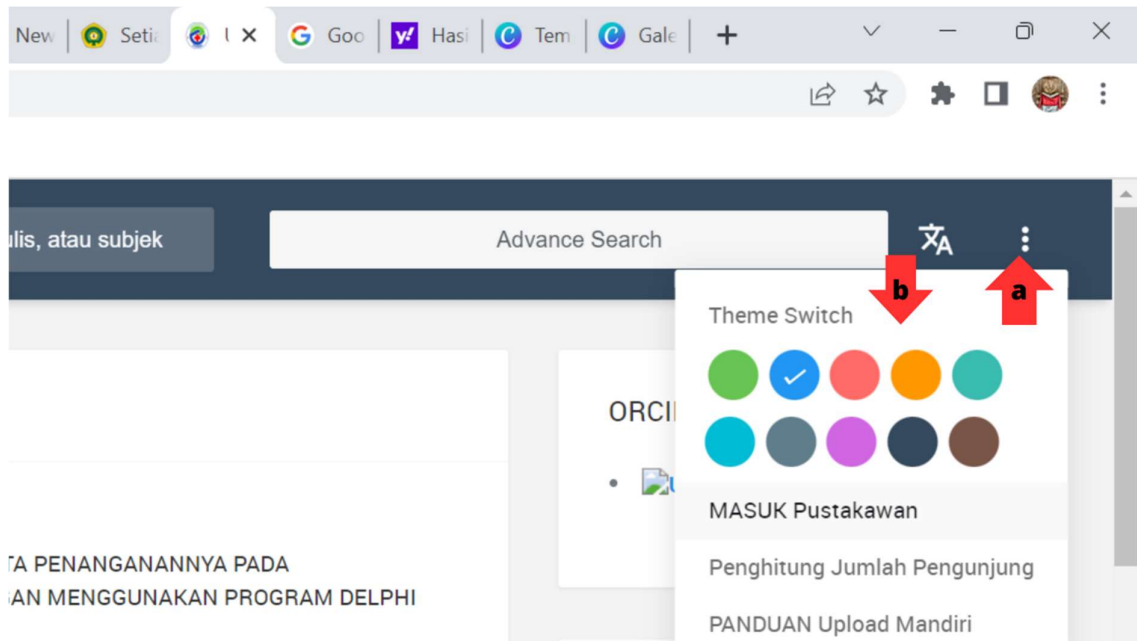 New Seti Goo Hasi Tem Gale
lis, atau subjek Advance Search
b a
Theme Switch
ORCI
MASUK Pustakawan
Penghitung Jumlah Pengunjung
TA PENANGANANNYA PADA
AN MENGGUNAKAN PROGRAM DELPHI
PANDUAN Upload Mandiri